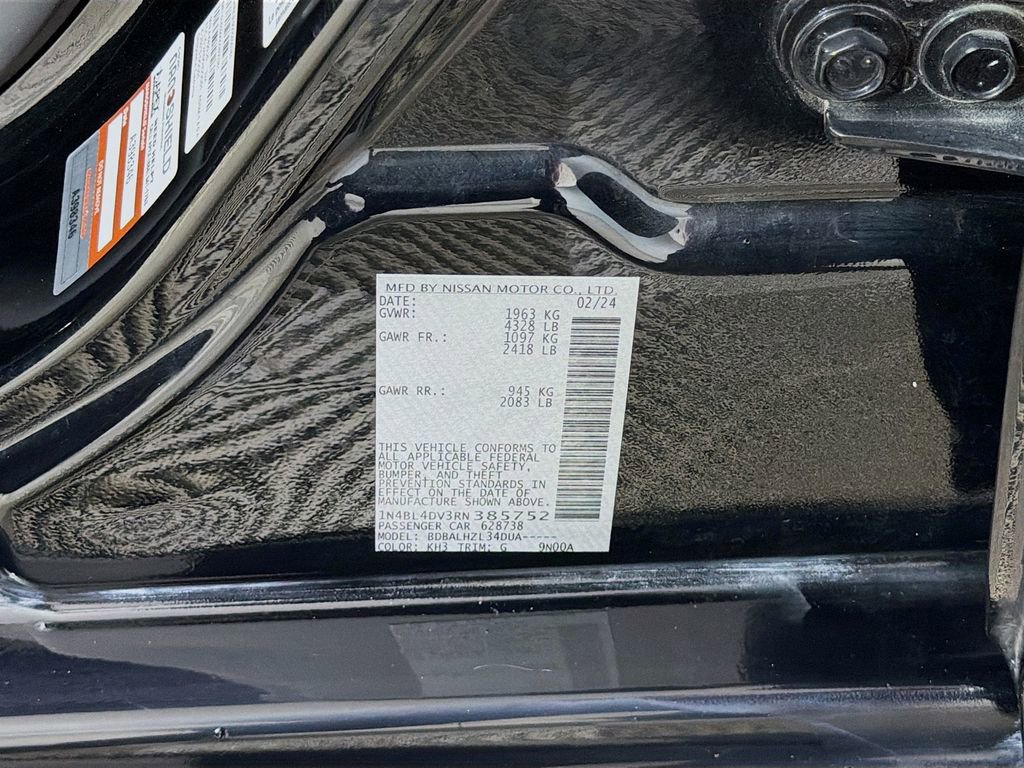 MFD BY NISSAN MOTOR CO., LTD.
DATE: 02/24
GVWR: 1963 KG
4328 LB
GAWR FR.: 1097 KG
2418 LB
GAWR RR.: 945 KG
2083 LB
THIS VEHICLE CONFORMS TO
ALL APPLICABLE FEDERAL
MOTOR VEHICLE SAFETY,
BUMPER, AND THEFT
PREVENTION STANDARDS IN
EFFECT ON THE DATE OF
MANUFACTURE SHOWN ABOVE.
1N4BL4DV3RN385752
PASSENGER CAR 628738
MODEL: BDBALHZL34DUA-----
COLOR: KH3 TRIM: G 9N00A
DO NOT REMOVE